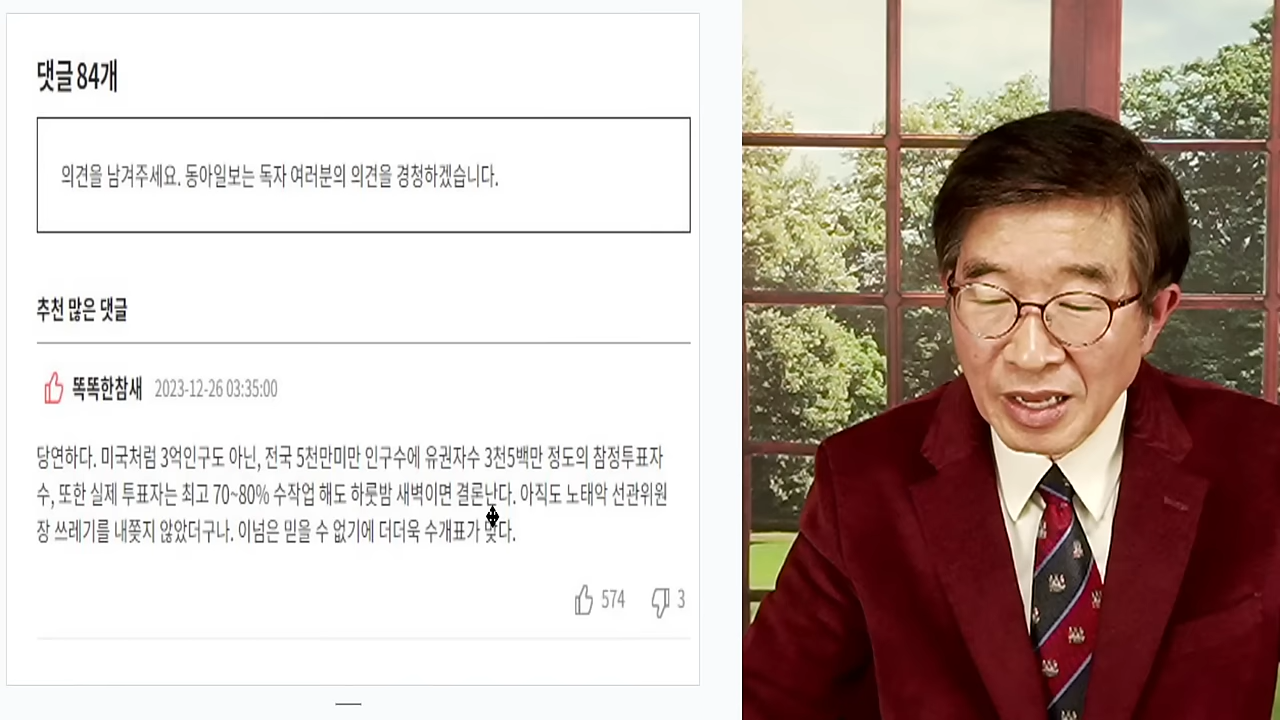 댓글 84개
의견을 남겨주세요. 동아일보는 독자 여러분의 의견을 경청하겠습니다.
추천 많은 댓글
똑똑한참새 2023-12-26 03:35:00
당연하다. 미국처럼 3억인구도 아닌, 전국 5천만미만 인구수에 유권자수 3천5백만 정도의 참정투표자
수, 또한 실제 투표자는 최고 70~80% 수작업 해도 하룻밤 새벽이면 결론난다. 아직도 노태악 선관위원
장 쓰레기를 내쫒지 않았더구나. 이넘은 믿을 수 없기에 더더욱 수개표가 맞다.
574 3